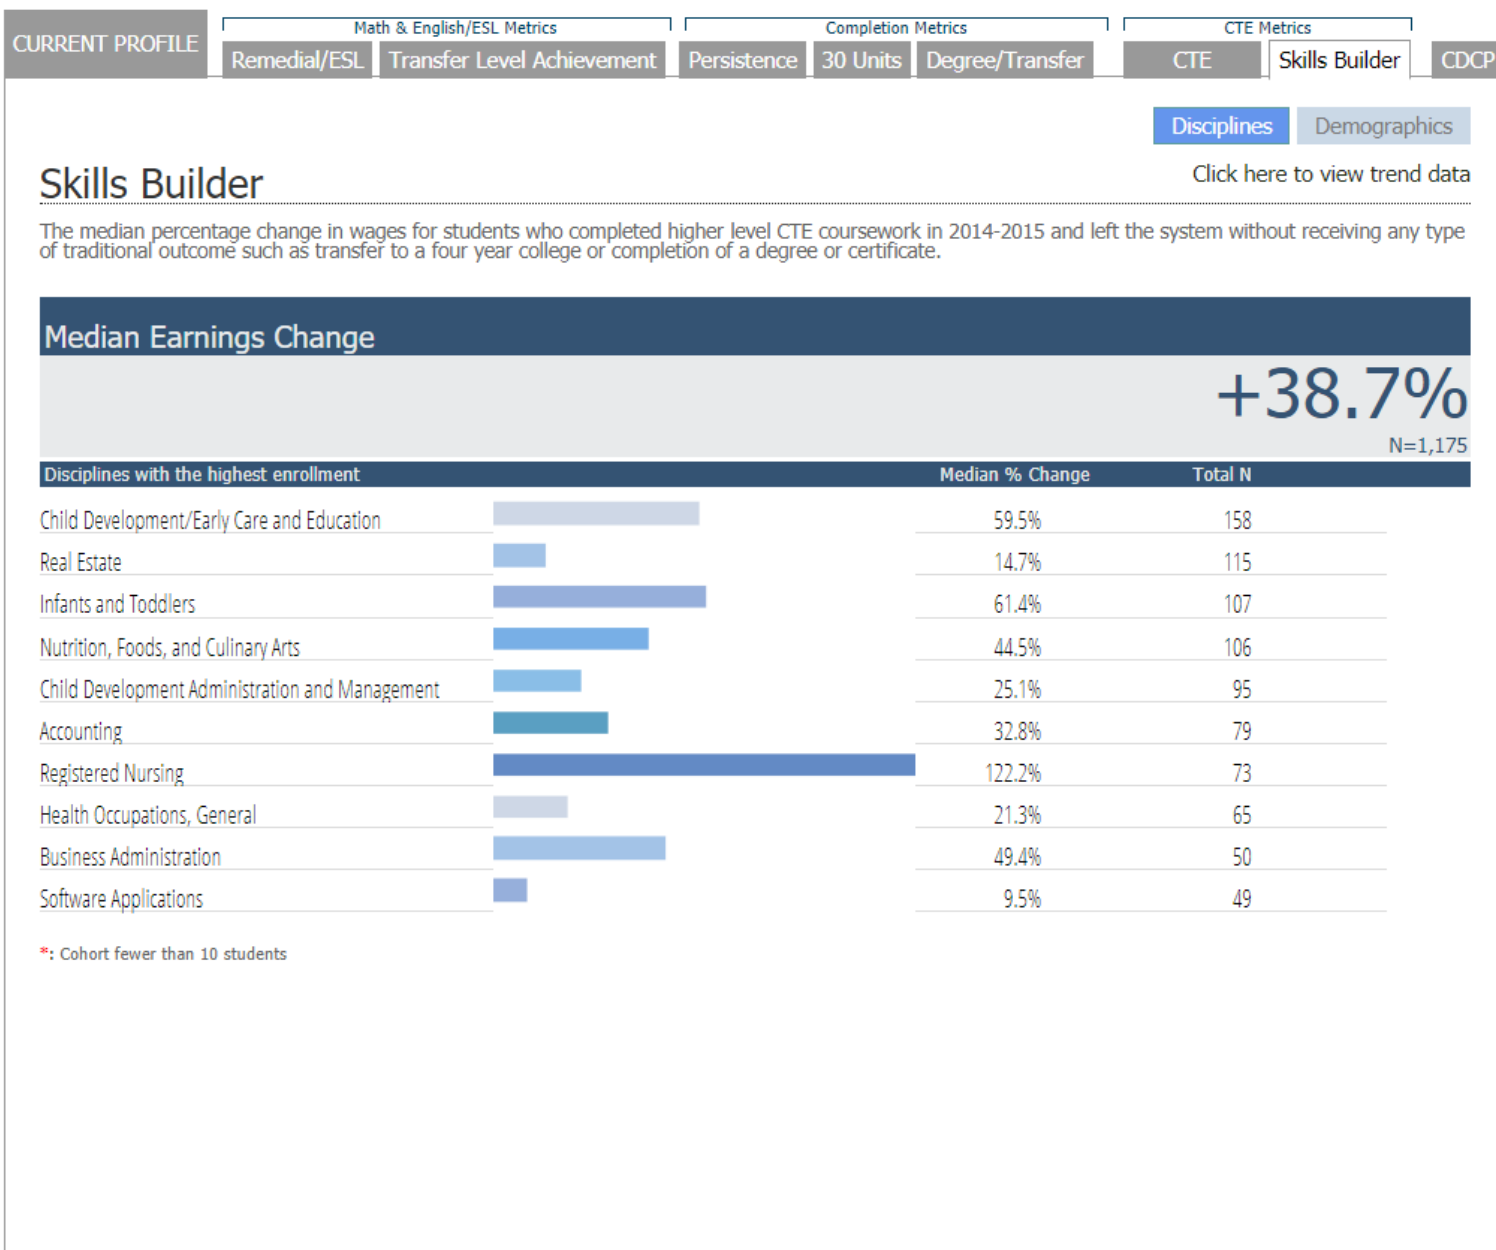 CURRENT PROFILE
Math & English/ESL Metrics
Completion Metrics
CTE Metrics
Remedial/ESL
Transfer Level Achievement
Persistence
30 Units
Degree/Transfer
CTE
Skills Builder
CDCP
Disciplines
Demographics
Skills Builder
Click here to view trend data
The median percentage change in wages for students who completed higher level CTE coursework in 2014-2015 and left the system without receiving any type
of traditional outcome such as transfer to a four year college or completion of a degree or certificate.
Median Earnings Change
+38.7%
N=1,175
Disciplines with the highest enrollment Median % Change Total N
Child Development/Early Care and Education 59.5% 158
Real Estate 14.7% 115
Infants and Toddlers 61.4% 107
Nutrition, Foods, and Culinary Arts 44.5% 106
Child Development Administration and Management 25.1% 95
Accounting 32.8% 79
Registered Nursing 122.2% 73
Health Occupations, General 21.3% 65
Business Administration 49.4% 50
Software Applications 9.5% 49
*: Cohort fewer than 10 students